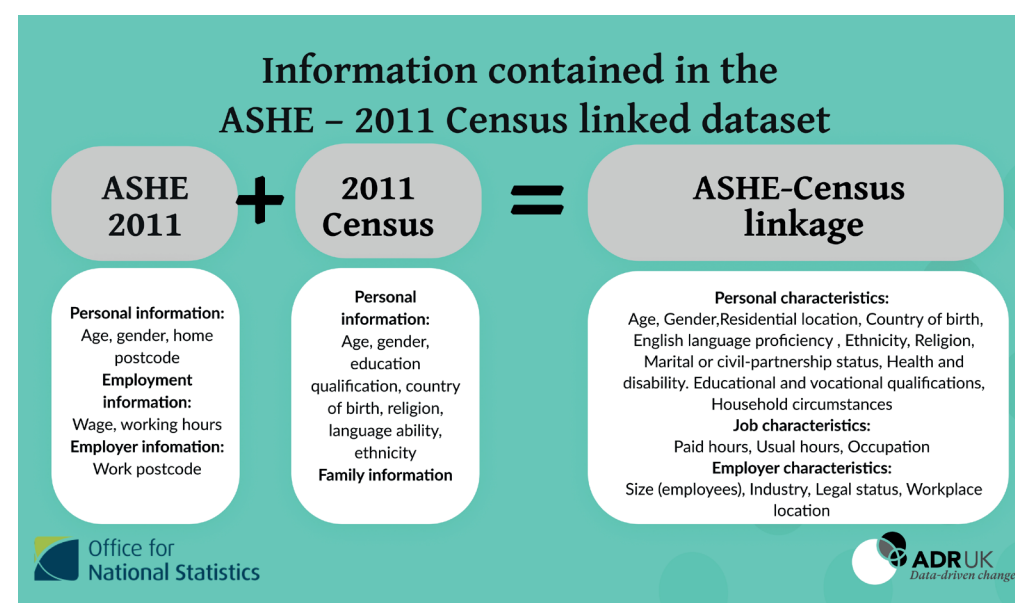 Information contained in the
ASHE – 2011 Census linked dataset
ASHE
2011
+
2011
Census
=
ASHE-Census
linkage
Personal information:
Age, gender, home
postcode
Employment
information:
Wage, working hours
Employer infomation:
Work postcode
Personal
information:
Age, gender,
education
qualification, country
of birth, religion,
language ability,
ethnicity
Family information
Personal characteristics:
Age, Gender,Residential location, Country of birth,
English language proficiency , Ethnicity, Religion,
Marital or civil-partnership status, Health and
disability. Educational and vocational qualifications,
Household circumstances
Job characteristics:
Paid hours, Usual hours, Occupation
Employer characteristics:
Size (employees), Industry, Legal status, Workplace
location
Office for
National Statistics
ADR UK
Data-driven change